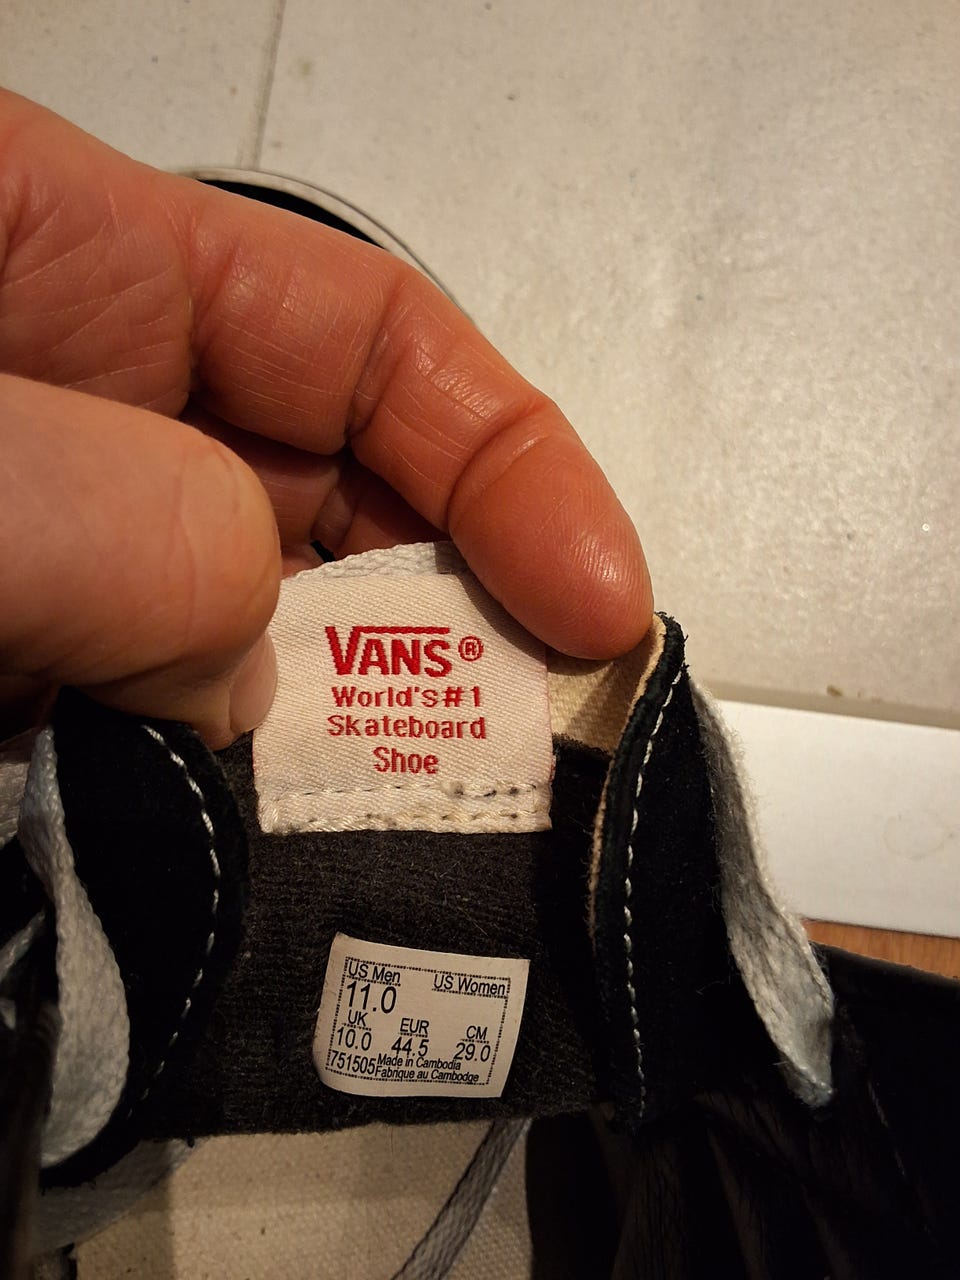 VANS®
World's #1
Skateboard
Shoe
US Men US Women
11.0
UK EUR CM
10.0 44.5 29.0
751505 Made in Cambodia
Fabrique au Cambodge